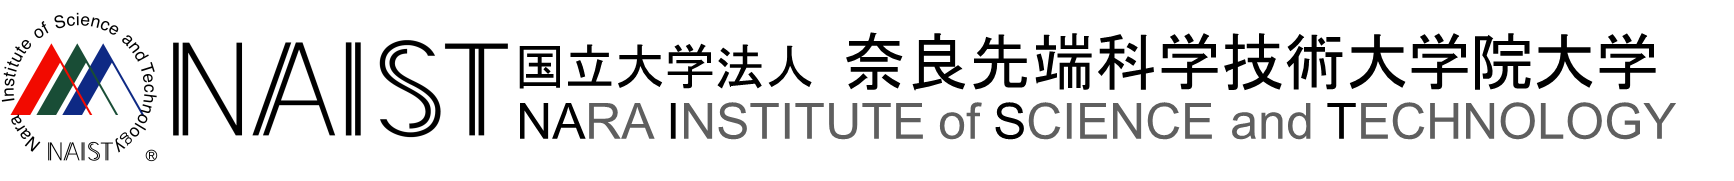 Nara Institute of Science and Technology
NAIST
®
NAIST
国立大学法人 奈良先端科学技術大学院大学
NARA INSTITUTE of SCIENCE and TECHNOLOGY